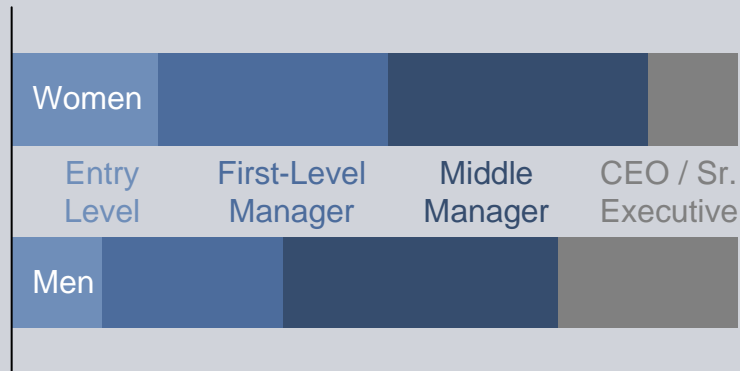 Women
Entry First-Level Middle CEO / Sr.
Level Manager Manager Executive
Men